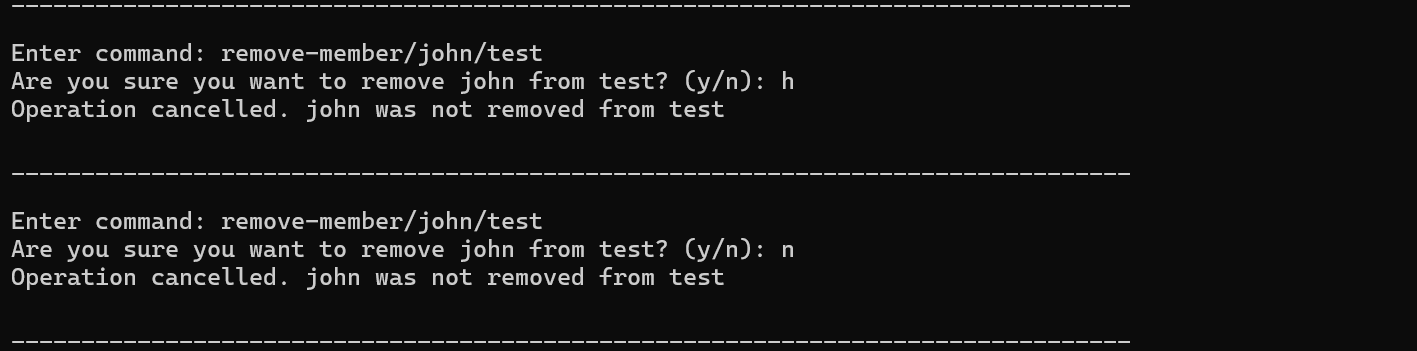 --------------------------------------------------------------------------------
Enter command: remove-member/john/test
Are you sure you want to remove john from test? (y/n): h
Operation cancelled. john was not removed from test
--------------------------------------------------------------------------------
Enter command: remove-member/john/test
Are you sure you want to remove john from test? (y/n): n
Operation cancelled. john was not removed from test
--------------------------------------------------------------------------------